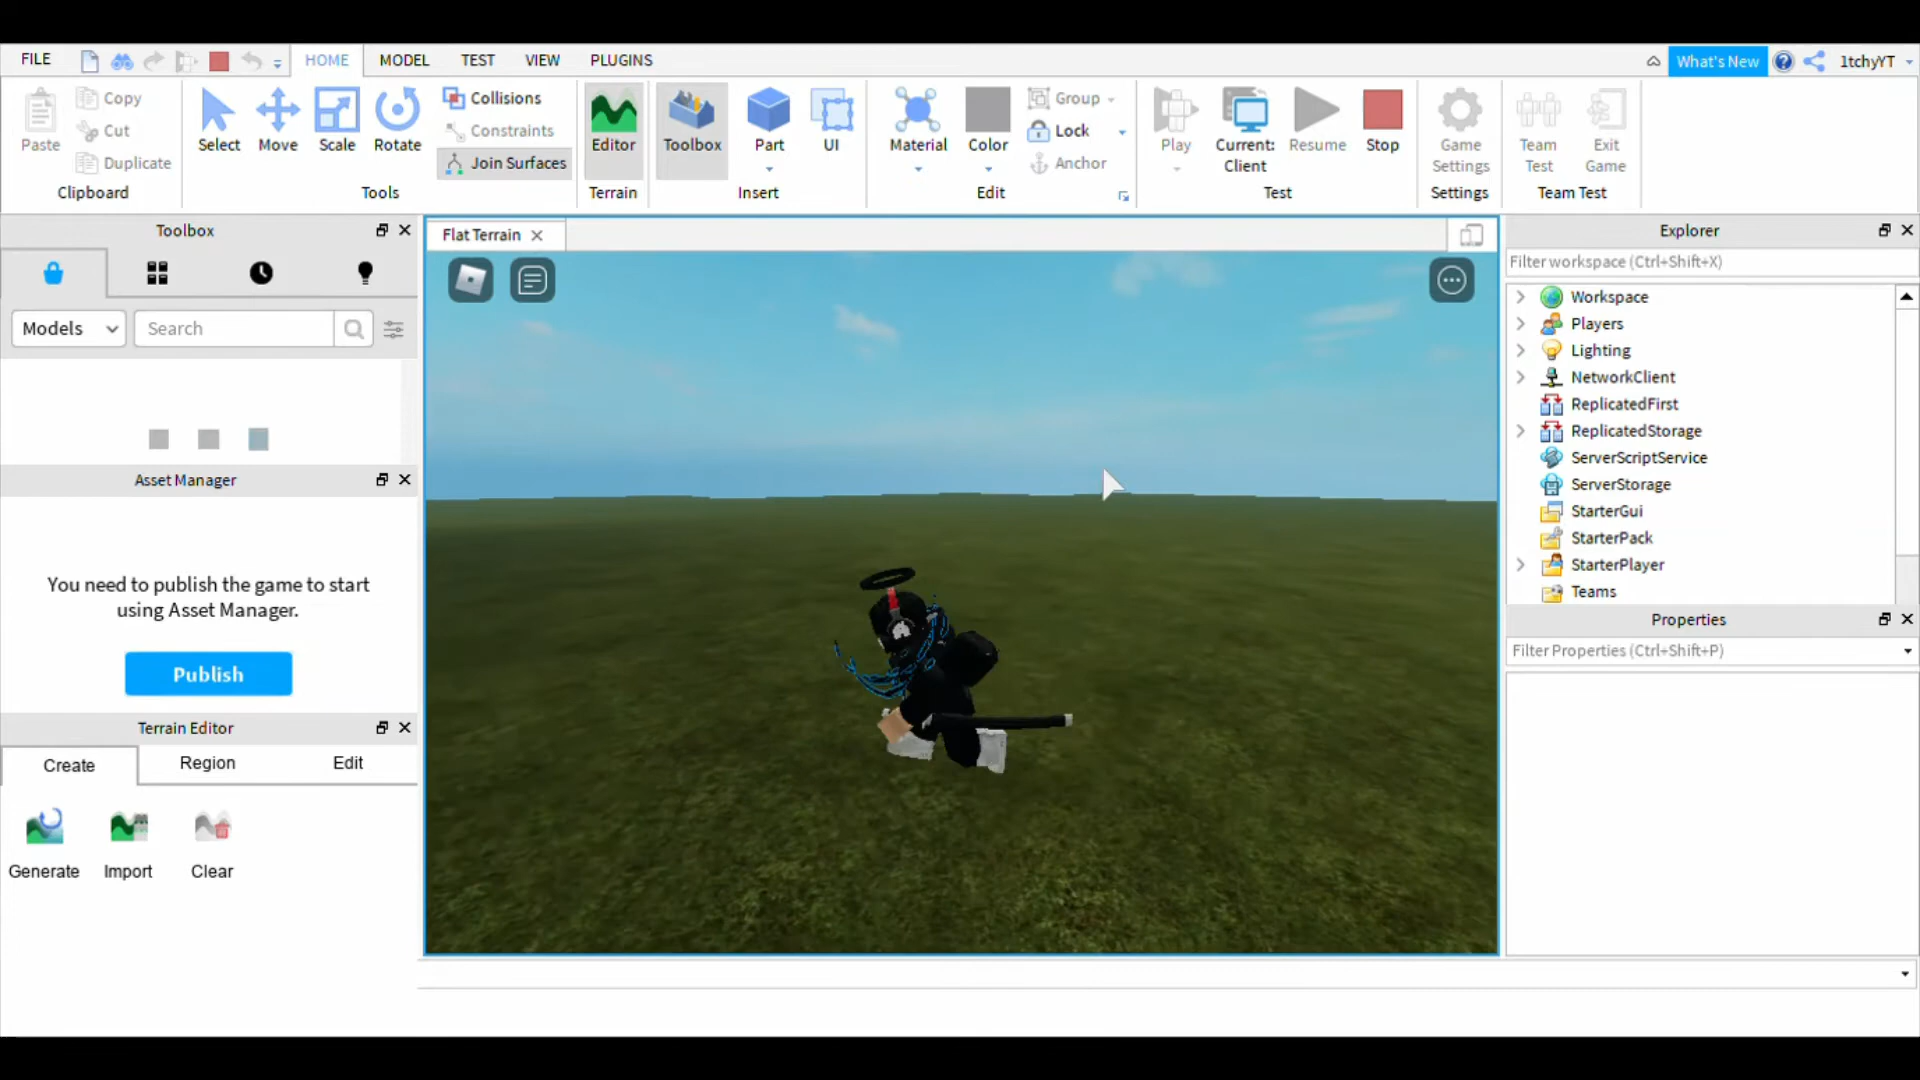 FILE
HOME
MODEL
TEST
VIEW
PLUGINS
What's New
1tchyYT
Paste
Copy
Cut
Duplicate
Clipboard
Select
Move
Scale
Rotate
Collisions
Constraints
Join Surfaces
Tools
Editor
Terrain
Toolbox
Part
UI
Insert
Material
Color
Group
Lock
Anchor
Edit
Play
Current:
Client
Resume
Stop
Test
Game
Settings
Settings
Team
Test
Exit
Game
Team Test
Toolbox
Models
Search
Asset Manager
You need to publish the game to start
using Asset Manager.
Publish
Terrain Editor
Create
Region
Edit
Generate
Import
Clear
Flat Terrain
Explorer
Filter workspace (Ctrl+Shift+X)
Workspace
Players
Lighting
NetworkClient
ReplicatedFirst
ReplicatedStorage
ServerScriptService
ServerStorage
StarterGui
StarterPack
StarterPlayer
Teams
Properties
Filter Properties (Ctrl+Shift+P)